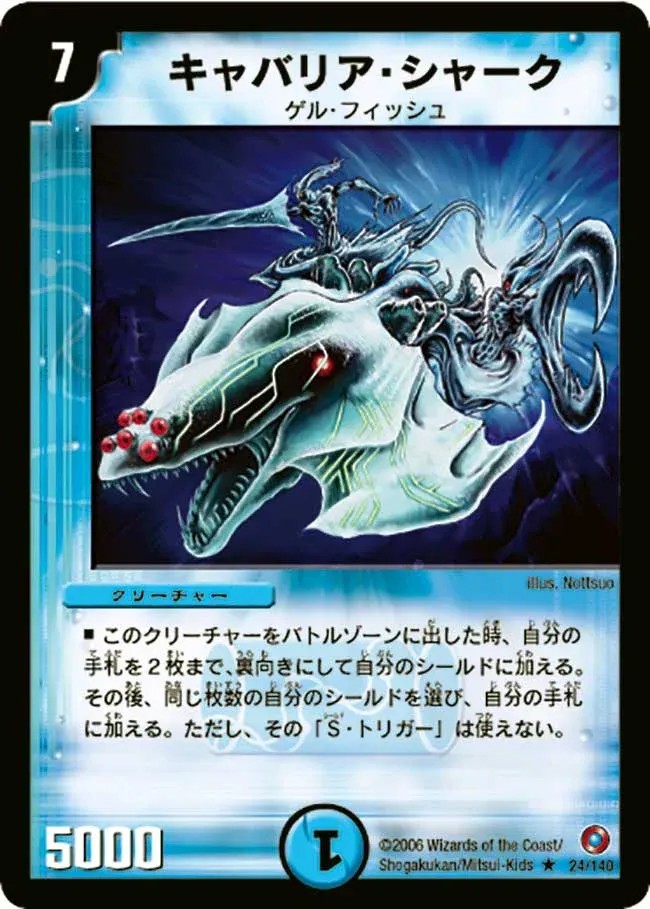 7
キャバリア・シャーク
ゲル・フィッシュ
illus. Nottsuo
クリーチャー
■ このクリーチャーをバトルゾーンに出した時、自分の
手札を2枚まで、裏向きにして自分のシールドに加える。
その後、同じ枚数の自分のシールドを選び、自分の手札
に加える。ただし、その「S・トリガー」は使えない。
5000
1
©2006 Wizards of the Coast/
Shogakukan/Mitsui-Kids ★ 24/140